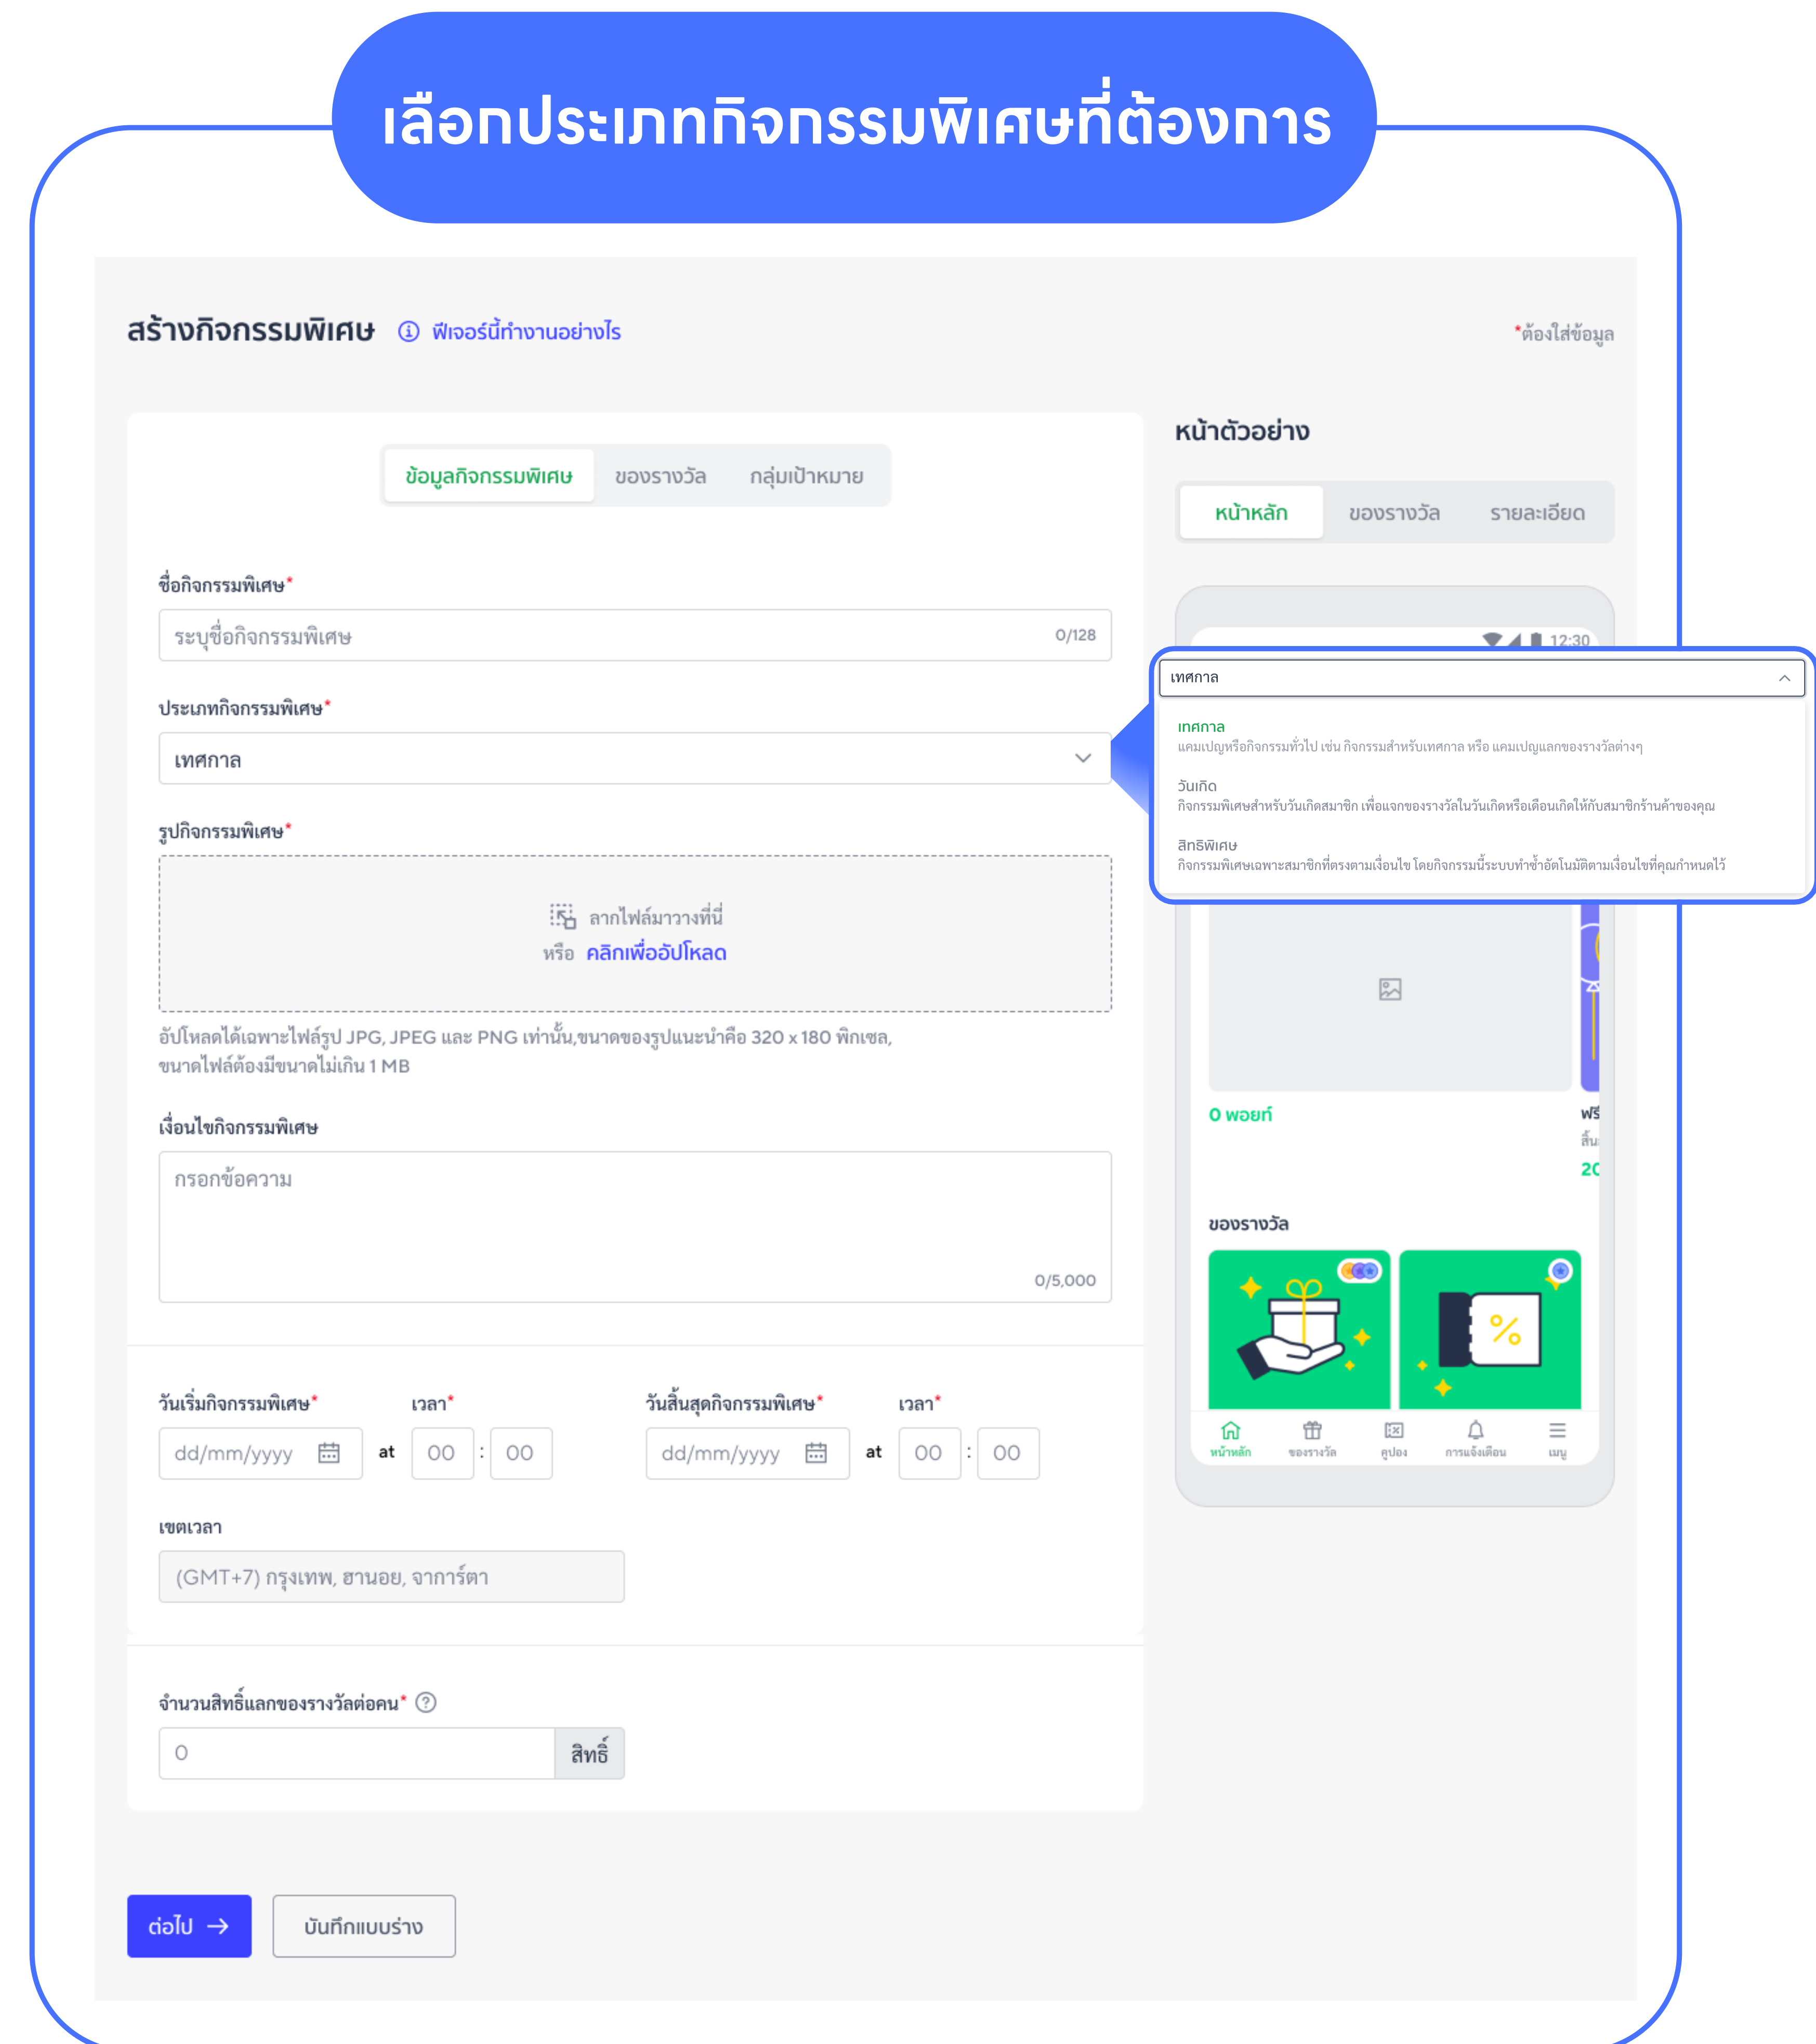 เลือกประเภทกิจกรรมพิเศษที่ต้องการ
สร้างกิจกรรมพิเศษ
ฟีเจอร์นี้ทำงานอย่างไร
*ต้องใส่ข้อมูล
ข้อมูลกิจกรรมพิเศษ ของรางวัล กลุ่มเป้าหมาย
ชื่อกิจกรรมพิเศษ*
ระบุชื่อกิจกรรมพิเศษ 0/128
ประเภทกิจกรรมพิเศษ*
เทศกาล
รูปกิจกรรมพิเศษ*
ลากไฟล์มาวางที่นี่
หรือ คลิกเพื่ออัปโหลด
อัปโหลดได้เฉพาะไฟล์รูป JPG, JPEG และ PNG เท่านั้น,ขนาดของรูปแนะนำคือ 320 x 180 พิกเซล,
ขนาดไฟล์ต้องมีขนาดไม่เกิน 1 MB
เงื่อนไขกิจกรรมพิเศษ
กรอกข้อความ
0/5,000
วันเริ่มกิจกรรมพิเศษ* เวลา* วันสิ้นสุดกิจกรรมพิเศษ* เวลา*
dd/mm/yyyy at 00 : 00 dd/mm/yyyy at 00 : 00
เขตเวลา
(GMT+7) กรุงเทพ, ฮานอย, จาการ์ตา
จำนวนสิทธิ์แลกของรางวัลต่อคน* ?
0 สิทธิ์
ต่อไป →
บันทึกแบบร่าง
หน้าตัวอย่าง
หน้าหลัก ของรางวัล รายละเอียด
12:30
เทศกาล
เทศกาล
แคมเปญหรือกิจกรรมทั่วไป เช่น กิจกรรมสำหรับเทศกาล หรือ แคมเปญแลกของรางวัลต่างๆ
วันเกิด
กิจกรรมพิเศษสำหรับวันเกิดสมาชิก เพื่อแจกของรางวัลในวันเกิดหรือเดือนเกิดให้กับสมาชิกร้านค้าของคุณ
สิทธิพิเศษ
กิจกรรมพิเศษเฉพาะสมาชิกที่ตรงตามเงื่อนไข โดยกิจกรรมนี้ระบบทำซ้ำอัตโนมัติตามเงื่อนไขที่คุณกำหนดไว้
0 พอยท์
ฟรี
20
ของรางวัล
%
หน้าหลัก ของรางวัล คูปอง การแจ้งเตือน เมนู